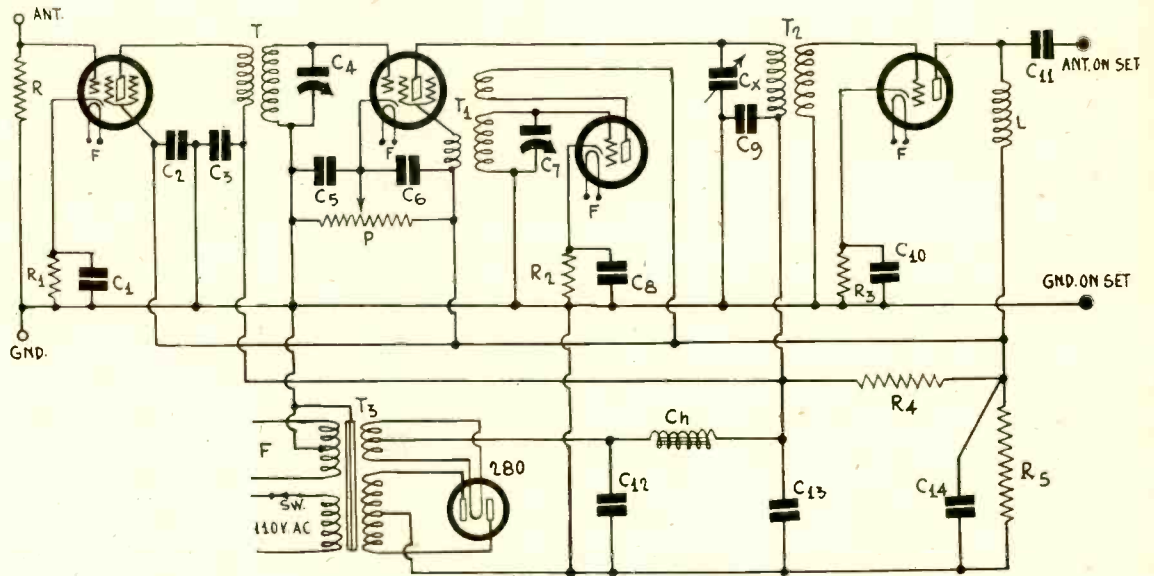 ANT.
T
T2
R
C4
Cx
C11
ANT. ON SET
T1
F
C2
C3
F
C7
C9
F
L
C5
C6
F
P
R1
C1
R2
C8
R3
C10
GND. ON SET
GND.
R4
T3
Ch
F
280
C12
C13
C14
R5
SW.
110V. AC